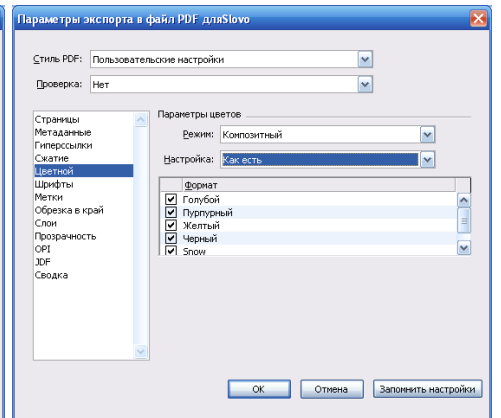 Параметры экспорта в файл PDF дляSlovo
Стиль PDF: Пользовательские настройки
Проверка: Нет
Страницы
Метаданные
Гиперссылки
Сжатие
Цветной
Шрифты
Метки
Обрезка в край
Слои
Прозрачность
OPI
JDF
Сводка
Параметры цветов
Режим: Композитный
Настройка: Как есть
Формат
Голубой
Пурпурный
Желтый
Черный
Snow
OK
Отмена
Запомнить настройки